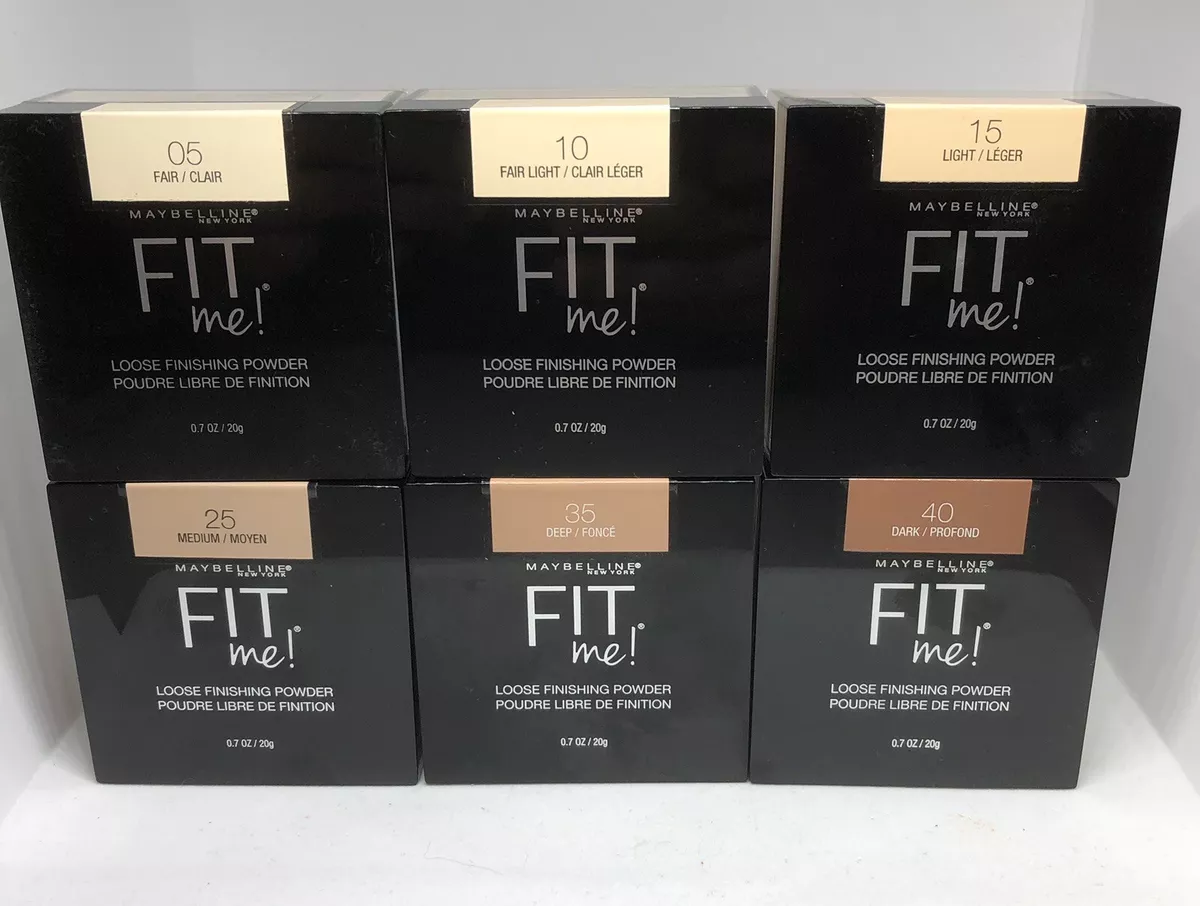 05
FAIR / CLAIR
MAYBELLINE®
NEW YORK
FIT
me!®
LOOSE FINISHING POWDER
POUDRE LIBRE DE FINITION
0.7 OZ / 20g
10
FAIR LIGHT / CLAIR LÉGER
MAYBELLINE®
NEW YORK
FIT
me!®
LOOSE FINISHING POWDER
POUDRE LIBRE DE FINITION
0.7 OZ / 20g
15
LIGHT / LÉGER
MAYBELLINE®
NEW YORK
FIT
me!®
LOOSE FINISHING POWDER
POUDRE LIBRE DE FINITION
0.7 OZ / 20g
25
MEDIUM / MOYEN
MAYBELLINE®
NEW YORK
FIT
me!®
LOOSE FINISHING POWDER
POUDRE LIBRE DE FINITION
0.7 OZ / 20g
35
DEEP / FONCÉ
MAYBELLINE®
NEW YORK
FIT
me!®
LOOSE FINISHING POWDER
POUDRE LIBRE DE FINITION
0.7 OZ / 20g
40
DARK / PROFOND
MAYBELLINE®
NEW YORK
FIT
me!®
LOOSE FINISHING POWDER
POUDRE LIBRE DE FINITION
0.7 OZ / 20g